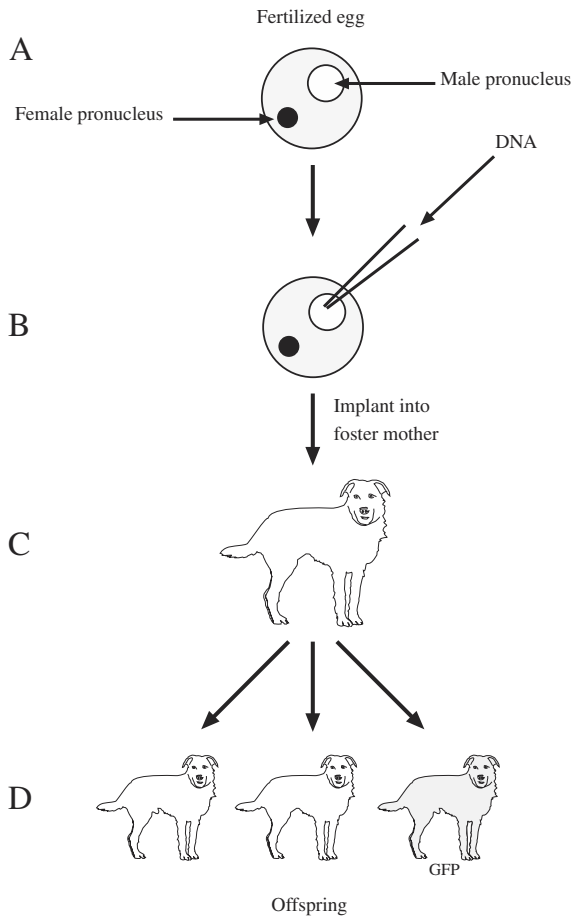 Fertilized egg
A
Male pronucleus
Female pronucleus
DNA
B
Implant into
foster mother
C
D
GFP
Offspring